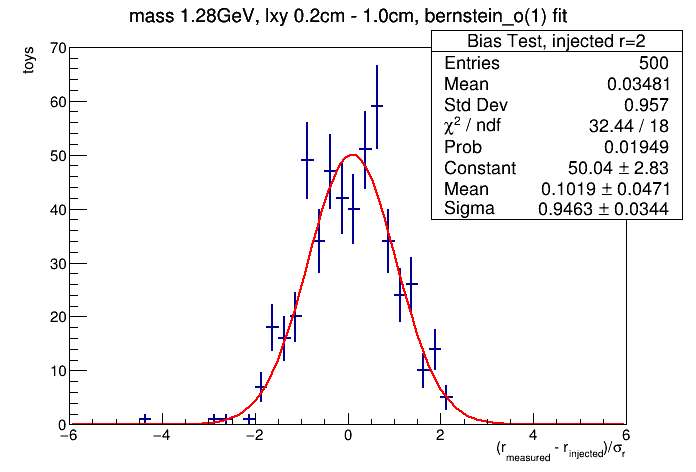 mass 1.28GeV, lxy 0.2cm - 1.0cm, bernstein_o(1) fit
Bias Test, injected r=2
Entries 500
Mean 0.03481
Std Dev 0.957
χ² / ndf 32.44 / 18
Prob 0.01949
Constant 50.04 ± 2.83
Mean 0.1019 ± 0.0471
Sigma 0.9463 ± 0.0344
toys
70
60
50
40
30
20
10
0
−6 −4 −2 0 2 4 6
(r_measured - r_injected)/σ_r